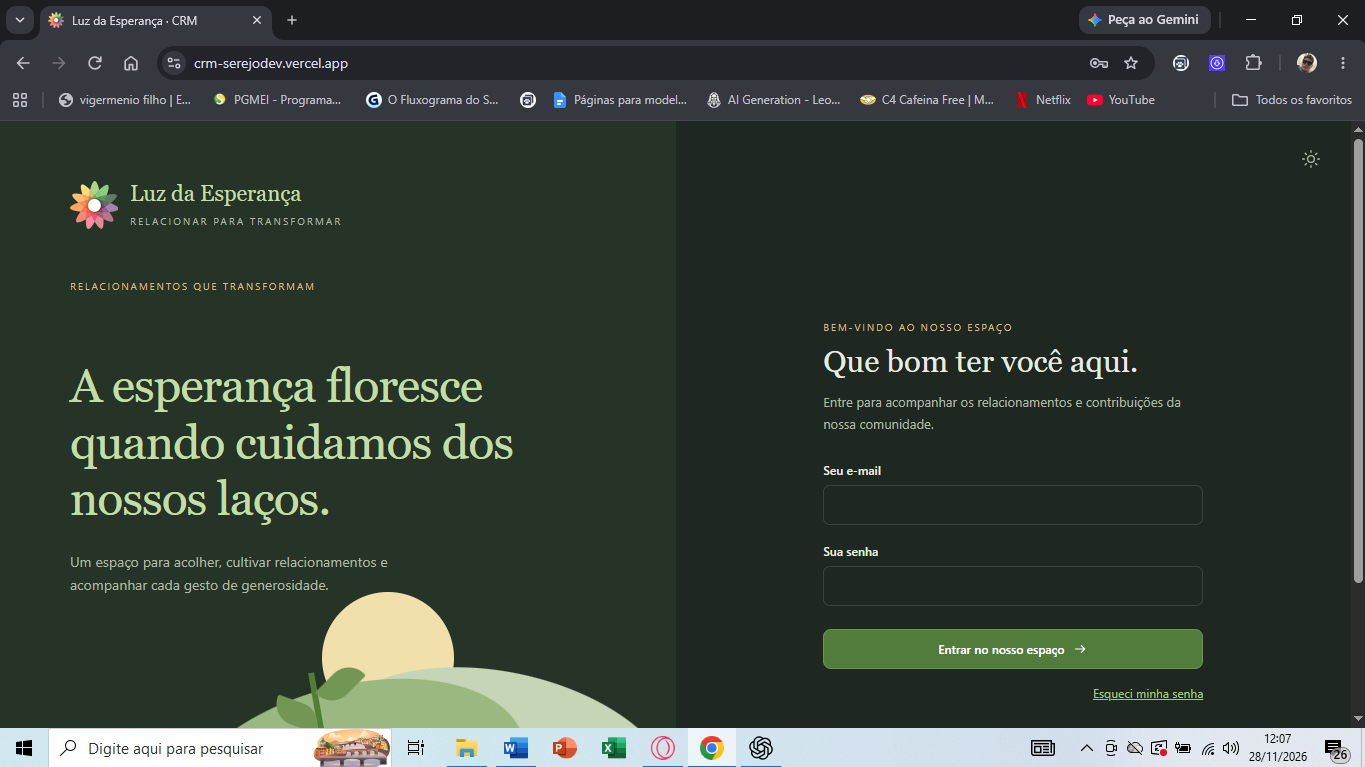 Luz da Esperança · CRM
Peça ao Gemini
crm-serejodev.vercel.app
vigermenio filho | E...
PGMEI - Programa...
O Fluxograma do S...
Páginas para model...
AI Generation - Leo...
C4 Cafeina Free | M...
Netflix
YouTube
Todos os favoritos
Luz da Esperança
RELACIONAR PARA TRANSFORMAR
RELACIONAMENTOS QUE TRANSFORMAM
A esperança floresce
quando cuidamos dos
nossos laços.
Um espaço para acolher, cultivar relacionamentos e
acompanhar cada gesto de generosidade.
BEM-VINDO AO NOSSO ESPAÇO
Que bom ter você aqui.
Entre para acompanhar os relacionamentos e contribuições da
nossa comunidade.
Seu e-mail
Sua senha
Entrar no nosso espaço →
Esqueci minha senha
Digite aqui para pesquisar
12:07
28/11/2026
26